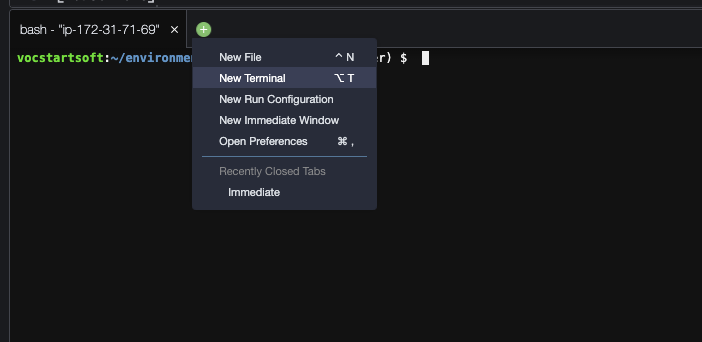 bash - "ip-172-31-71-69" ×
vocstartsoft:~/environme r) $
New File ^ N
New Terminal ⌥ T
New Run Configuration
New Immediate Window
Open Preferences ⌘ ,
Recently Closed Tabs
Immediate